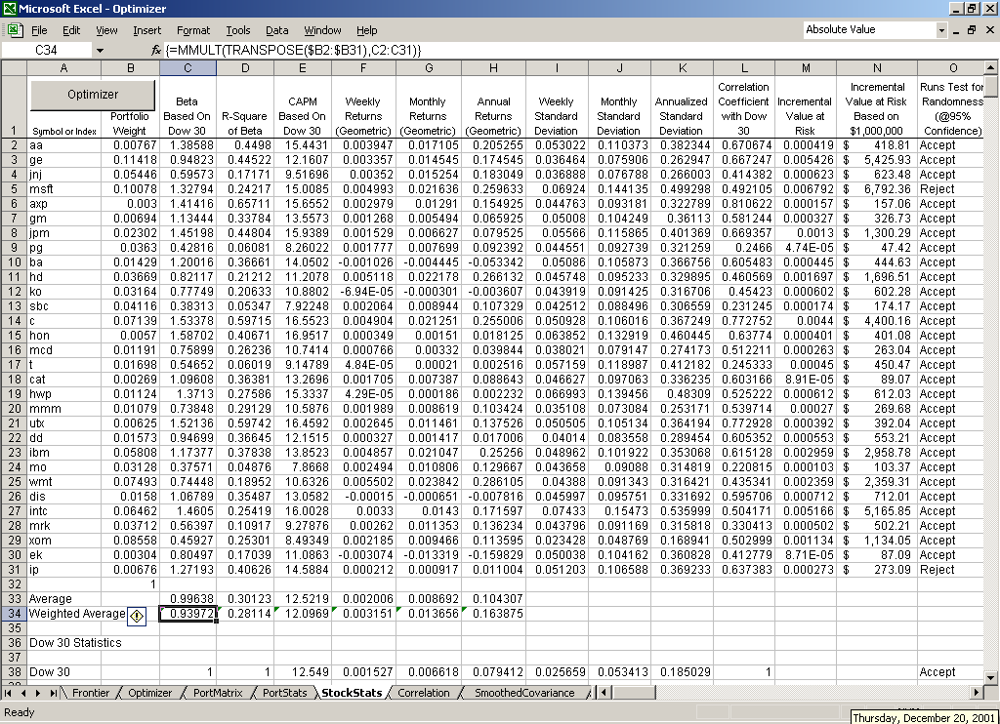 Microsoft Excel - Optimizer
File Edit View Insert Format Tools Data Window Help Absolute Value
C34 fx {=MMULT(TRANSPOSE($B2:$B31),C2:C31)}
A B C D E F G H I J K L M N O
Optimizer
1 Symbol or Index Portfolio Weight Beta Based On Dow 30 R-Square of Beta CAPM Based On Dow 30 Weekly Returns (Geometric) Monthly Returns (Geometric) Annual Returns (Geometric) Weekly Standard Deviation Monthly Standard Deviation Annualized Standard Deviation Correlation Coefficient with Dow 30 Incremental Value at Risk Incremental Value at Risk Based on $1,000,000 Runs Test for Randomness (@95% Confidence)
2 aa 0.00767 1.38588 0.4498 15.4431 0.003947 0.017105 0.205255 0.053022 0.110373 0.382344 0.670674 0.000419 $ 418.81 Accept
3 ge 0.11418 0.94823 0.44522 12.1607 0.003357 0.014545 0.174545 0.036464 0.075906 0.262947 0.667247 0.005426 $ 5,425.93 Accept
4 jnj 0.05446 0.59573 0.17171 9.51696 0.00352 0.015254 0.183049 0.036888 0.076788 0.266003 0.414382 0.000623 $ 623.48 Accept
5 msft 0.10078 1.32794 0.24217 15.0085 0.004993 0.021636 0.259633 0.06924 0.144135 0.499298 0.492105 0.006792 $ 6,792.36 Reject
6 axp 0.003 1.41416 0.65711 15.6552 0.002979 0.01291 0.154925 0.044763 0.093181 0.322789 0.810622 0.000157 $ 157.06 Accept
7 gm 0.00694 1.13444 0.33784 13.5573 0.001268 0.005494 0.065925 0.05008 0.104249 0.36113 0.581244 0.000327 $ 326.73 Accept
8 jpm 0.02302 1.45198 0.44804 15.9389 0.001529 0.006627 0.079525 0.05566 0.115865 0.401369 0.669357 0.0013 $ 1,300.29 Accept
9 pg 0.0363 0.42816 0.06081 8.26022 0.001777 0.007699 0.092392 0.044551 0.092739 0.321259 0.2466 4.74E-05 $ 47.42 Accept
10 ba 0.01429 1.20016 0.36661 14.0502 -0.001026 -0.004445 -0.053342 0.05086 0.105873 0.366756 0.605483 0.000445 $ 444.63 Accept
11 hd 0.03669 0.82117 0.21212 11.2078 0.005118 0.022178 0.266132 0.045748 0.095233 0.329895 0.460569 0.001697 $ 1,696.51 Accept
12 ko 0.03164 0.77749 0.20633 10.8802 -6.94E-05 -0.000301 -0.003607 0.043919 0.091425 0.316706 0.45423 0.000602 $ 602.28 Accept
13 sbc 0.04116 0.38313 0.05347 7.92248 0.002064 0.008944 0.107329 0.042512 0.088496 0.306559 0.231245 0.000174 $ 174.17 Accept
14 c 0.07139 1.53378 0.59715 16.5523 0.004904 0.021251 0.255006 0.050928 0.106016 0.367249 0.772752 0.0044 $ 4,400.16 Accept
15 hon 0.0057 1.58702 0.40671 16.9517 0.000349 0.00151 0.018125 0.063852 0.132919 0.460445 0.63774 0.000401 $ 401.08 Accept
16 mcd 0.01191 0.75899 0.26236 10.7414 0.000766 0.00332 0.039844 0.038021 0.079147 0.274173 0.512211 0.000263 $ 263.04 Accept
17 t 0.01698 0.54652 0.06019 9.14789 4.84E-05 0.00021 0.002516 0.057159 0.118987 0.412182 0.245333 0.00045 $ 450.47 Accept
18 cat 0.00269 1.09608 0.36381 13.2696 0.001705 0.007387 0.088643 0.046627 0.097063 0.336235 0.603166 8.91E-05 $ 89.07 Accept
19 hwp 0.01124 1.3713 0.27586 15.3337 4.29E-05 0.000186 0.002232 0.066993 0.139456 0.48309 0.525222 0.000612 $ 612.03 Accept
20 mmm 0.01079 0.73848 0.29129 10.5876 0.001989 0.008619 0.103424 0.035108 0.073084 0.253171 0.539714 0.00027 $ 269.68 Accept
21 utx 0.00625 1.52136 0.59742 16.4592 0.002645 0.011461 0.137526 0.050505 0.105134 0.364194 0.772928 0.000392 $ 392.04 Accept
22 dd 0.01573 0.94699 0.36645 12.1515 0.000327 0.001417 0.017006 0.04014 0.083558 0.289454 0.605352 0.000553 $ 553.21 Accept
23 ibm 0.05808 1.17377 0.37838 13.8523 0.004857 0.021047 0.25256 0.048962 0.101922 0.353068 0.615128 0.002959 $ 2,958.78 Accept
24 mo 0.03128 0.37571 0.04876 7.8668 0.002494 0.010806 0.129667 0.043658 0.09088 0.314819 0.220815 0.000103 $ 103.37 Accept
25 wmt 0.07493 0.74448 0.18952 10.6326 0.005502 0.023842 0.286105 0.04388 0.091343 0.316421 0.435341 0.002359 $ 2,359.31 Accept
26 dis 0.0158 1.06789 0.35487 13.0582 -0.00015 -0.000651 -0.007816 0.045997 0.095751 0.331692 0.595706 0.000712 $ 712.01 Accept
27 intc 0.06462 1.4605 0.25419 16.0028 0.0033 0.0143 0.171597 0.07433 0.15473 0.535999 0.504171 0.005166 $ 5,165.85 Accept
28 mrk 0.03712 0.56397 0.10917 9.27876 0.00262 0.011353 0.136234 0.043796 0.091169 0.315818 0.330413 0.000502 $ 502.21 Accept
29 xom 0.08558 0.45927 0.25301 8.49349 0.002185 0.009466 0.113595 0.023428 0.048769 0.168941 0.502999 0.001134 $ 1,134.05 Accept
30 ek 0.00304 0.80497 0.17039 11.0863 -0.003074 -0.013319 -0.159829 0.050038 0.104162 0.360828 0.412779 8.71E-05 $ 87.09 Accept
31 ip 0.00676 1.27193 0.40626 14.5884 0.000212 0.000917 0.011004 0.051203 0.106588 0.369233 0.637383 0.000273 $ 273.09 Reject
32 1
33 Average 0.99638 0.30123 12.5219 0.002006 0.008692 0.104307
34 Weighted Average 0.93972 0.28114 12.0969 0.003151 0.013656 0.163875
35
36 Dow 30 Statistics
37
38 Dow 30 1 1 12.549 0.001527 0.006618 0.079412 0.025659 0.053413 0.185029 1 Accept
Frontier Optimizer PortMatrix PortStats StockStats Correlation SmoothedCovariance
Ready
Thursday, December 20, 2001